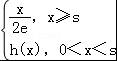 x/2e, x≥s
h(x), 0<x<s